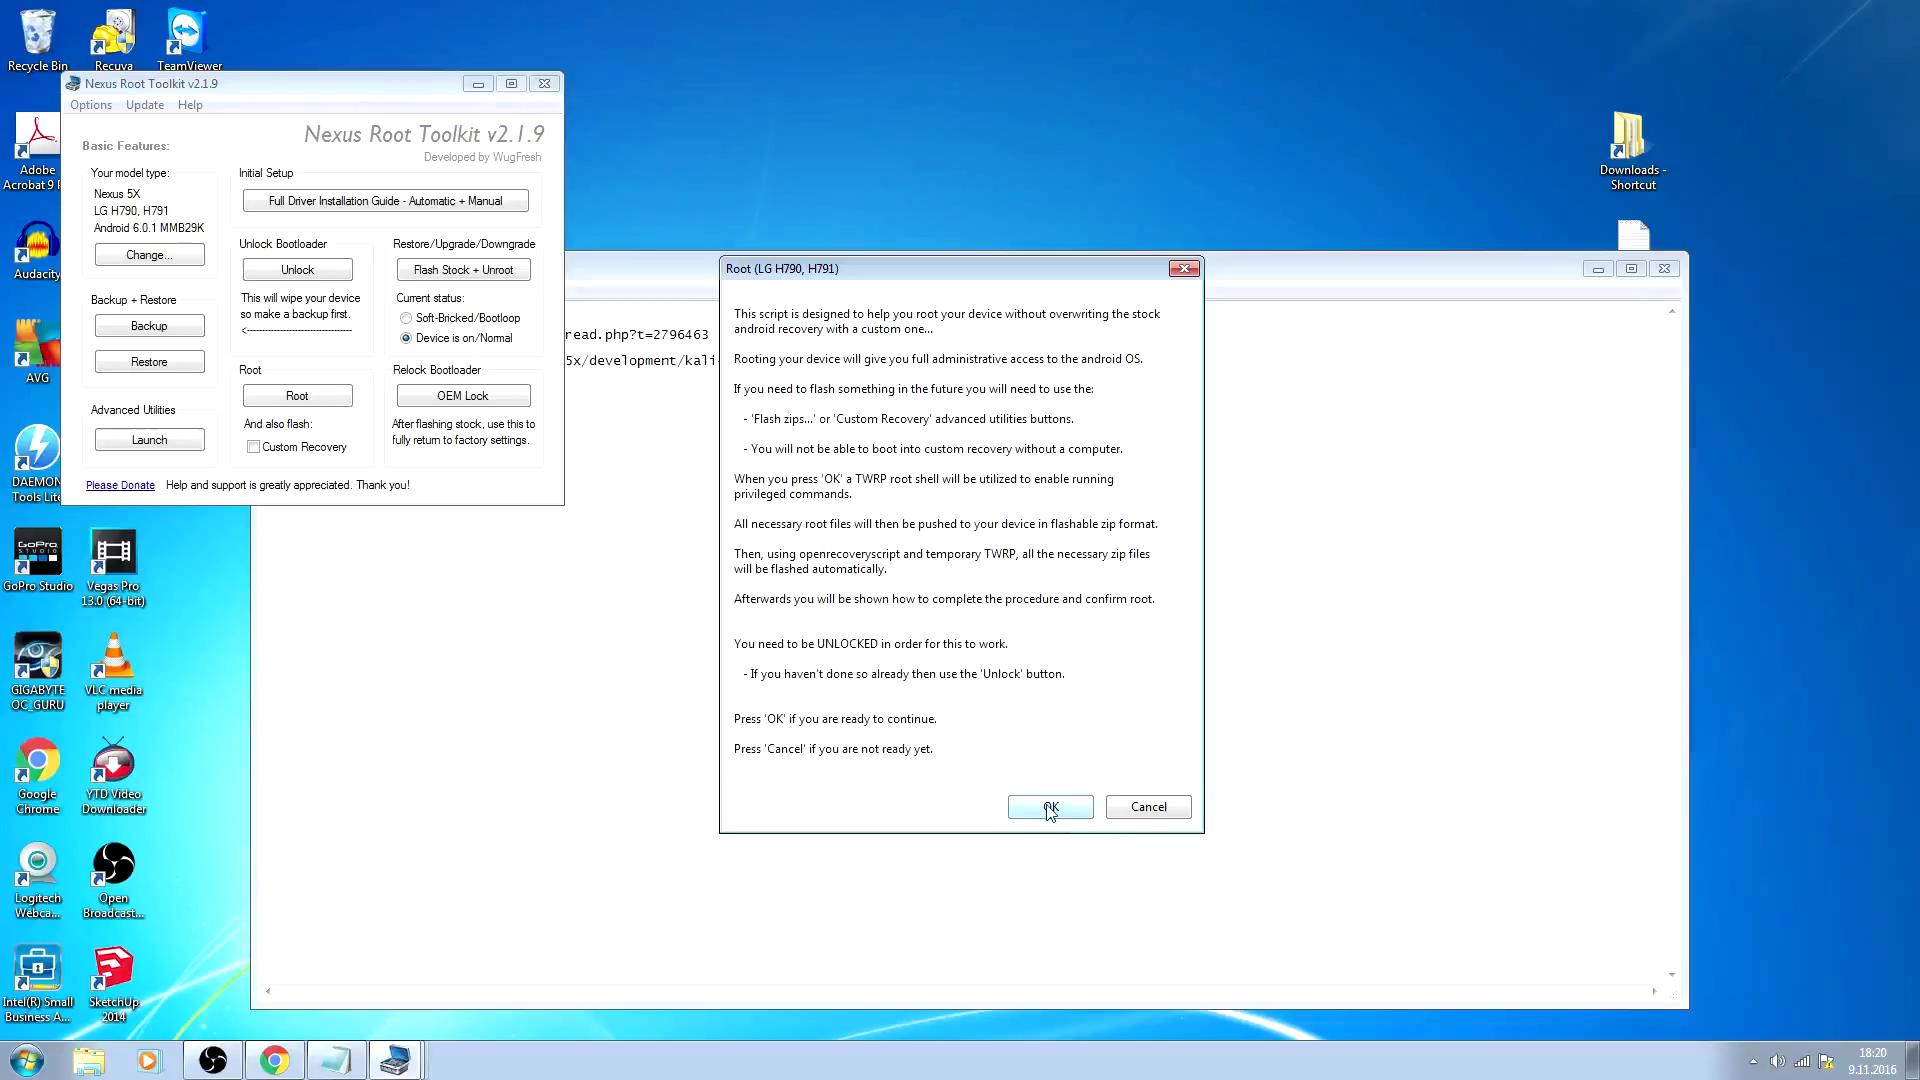 Recycle Bin
Recuva
TeamViewer
Adobe
Acrobat 9
Audacity
AVG
DAEMON
Tools Lite
GoPro
STUDIO
GoPro Studio
Vegas Pro
13.0 (64-bit)
GIGABYTE
OC_GURU
VLC media
player
Google
Chrome
YTD Video
Downloader
Logitech
Webca...
Open
Broadcast...
Intel(R) Small
Business A...
SketchUp
2014
Downloads -
Shortcut
Nexus Root Toolkit v2.1.9
Options
Update
Help
Nexus Root Toolkit v2.1.9
Developed by WugFresh
Basic Features:
Your model type:
Nexus 5X
LG H790, H791
Android 6.0.1 MMB29K
Change...
Backup + Restore
Backup
Restore
Advanced Utilities
Launch
Initial Setup
Full Driver Installation Guide - Automatic + Manual
Unlock Bootloader
Unlock
This will wipe your device
so make a backup first.
<-----------------------------------
Root
Root
And also flash:
Custom Recovery
Restore/Upgrade/Downgrade
Flash Stock + Unroot
Current status:
Soft-Bricked/Bootloop
Device is on/Normal
Relock Bootloader
OEM Lock
After flashing stock, use this to
fully return to factory settings.
Please Donate
Help and support is greatly appreciated. Thank you!
read.php?t=2796463
5x/development/kali-
Root (LG H790, H791)
This script is designed to help you root your device without overwriting the stock
android recovery with a custom one...
Rooting your device will give you full administrative access to the android OS.
If you need to flash something in the future you will need to use the:
- 'Flash zips...' or 'Custom Recovery' advanced utilities buttons.
- You will not be able to boot into custom recovery without a computer.
When you press 'OK' a TWRP root shell will be utilized to enable running
privileged commands.
All necessary root files will then be pushed to your device in flashable zip format.
Then, using openrecoveryscript and temporary TWRP, all the necessary zip files
will be flashed automatically.
Afterwards you will be shown how to complete the procedure and confirm root.
You need to be UNLOCKED in order for this to work.
- If you haven't done so already then use the 'Unlock' button.
Press 'OK' if you are ready to continue.
Press 'Cancel' if you are not ready yet.
OK
Cancel
18:20
9.11.2016